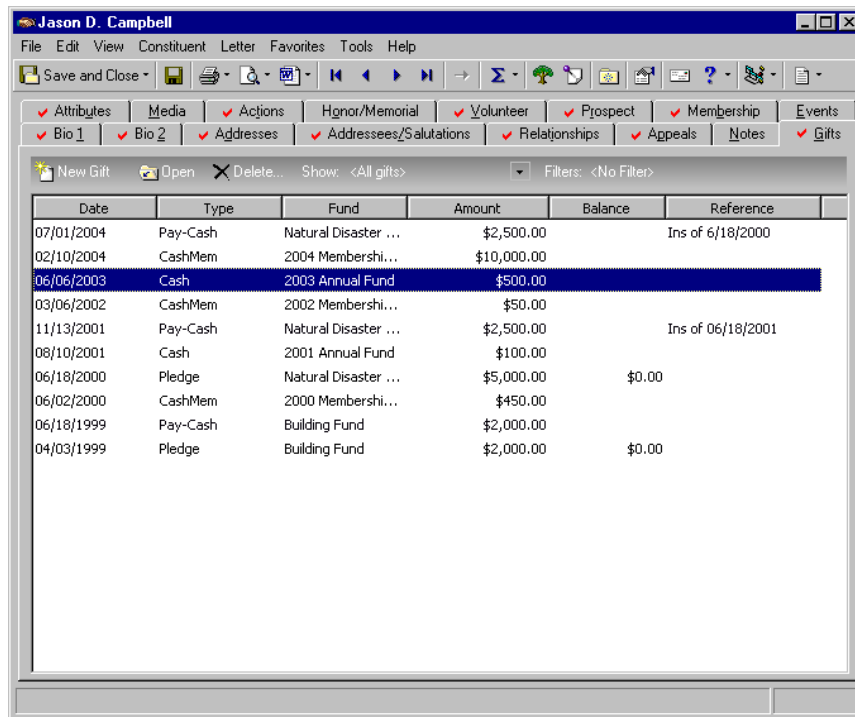 Jason D. Campbell
File Edit View Constituent Letter Favorites Tools Help
Save and Close
Attributes Media Actions Honor/Memorial Volunteer Prospect Membership Events
Bio 1 Bio 2 Addresses Addressees/Salutations Relationships Appeals Notes Gifts
New Gift Open Delete... Show: <All gifts> Filters: <No Filter>
Date Type Fund Amount Balance Reference
07/01/2004 Pay-Cash Natural Disaster ... $2,500.00 Ins of 6/18/2000
02/10/2004 CashMem 2004 Membershi... $10,000.00
06/06/2003 Cash 2003 Annual Fund $500.00
03/06/2002 CashMem 2002 Membershi... $50.00
11/13/2001 Pay-Cash Natural Disaster ... $2,500.00 Ins of 06/18/2001
08/10/2001 Cash 2001 Annual Fund $100.00
06/18/2000 Pledge Natural Disaster ... $5,000.00 $0.00
06/02/2000 CashMem 2000 Membershi... $450.00
06/18/1999 Pay-Cash Building Fund $2,000.00
04/03/1999 Pledge Building Fund $2,000.00 $0.00